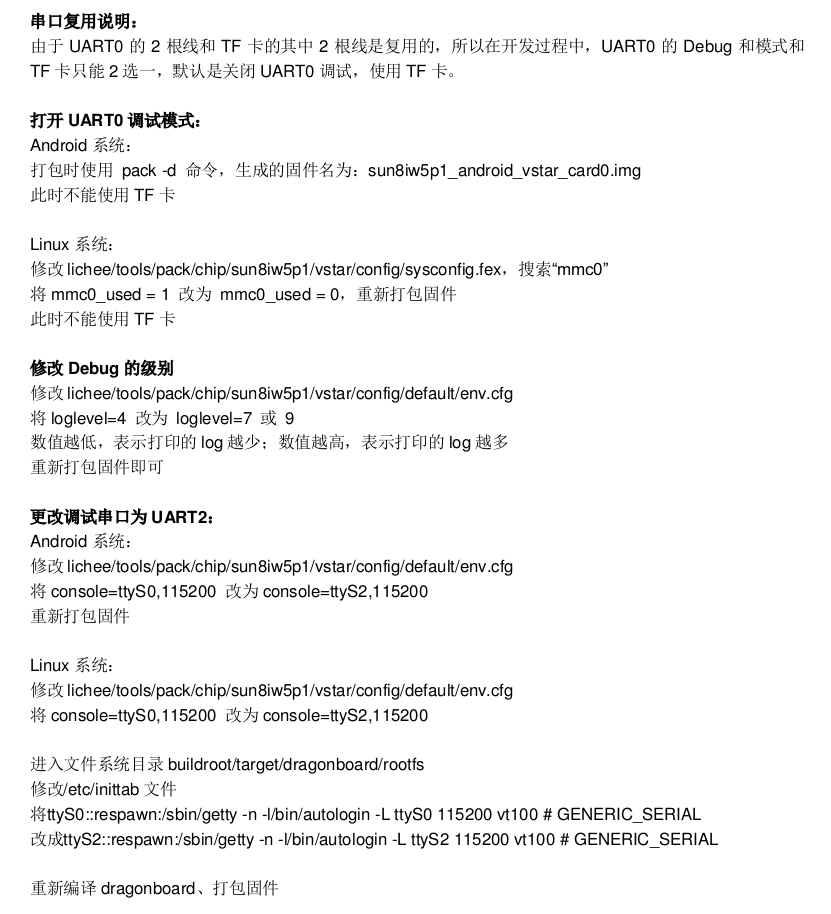 串口复用说明：
由于 UART0 的 2 根线和 TF 卡的其中 2 根线是复用的，所以在开发过程中，UART0 的 Debug 和模式和
TF 卡只能 2 选一，默认是关闭 UART0 调试，使用 TF 卡。
打开 UART0 调试模式：
Android 系统：
打包时使用 pack -d 命令，生成的固件名为：sun8iw5p1_android_vstar_card0.img
此时不能使用 TF 卡
Linux 系统：
修改 lichee/tools/pack/chip/sun8iw5p1/vstar/config/sysconfig.fex，搜索“mmc0”
将 mmc0_used = 1 改为 mmc0_used = 0，重新打包固件
此时不能使用 TF 卡
修改 Debug 的级别
修改 lichee/tools/pack/chip/sun8iw5p1/vstar/config/default/env.cfg
将 loglevel=4 改为 loglevel=7 或 9
数值越低，表示打印的 log 越少；数值越高，表示打印的 log 越多
重新打包固件即可
更改调试串口为 UART2：
Android 系统：
修改 lichee/tools/pack/chip/sun8iw5p1/vstar/config/default/env.cfg
将 console=ttyS0,115200 改为 console=ttyS2,115200
重新打包固件
Linux 系统：
修改 lichee/tools/pack/chip/sun8iw5p1/vstar/config/default/env.cfg
将 console=ttyS0,115200 改为 console=ttyS2,115200
进入文件系统目录 buildroot/target/dragonboard/rootfs
修改/etc/inittab 文件
将ttyS0::respawn:/sbin/getty -n -l/bin/autologin -L ttyS0 115200 vt100 # GENERIC_SERIAL
改成ttyS2::respawn:/sbin/getty -n -l/bin/autologin -L ttyS2 115200 vt100 # GENERIC_SERIAL
重新编译 dragonboard、打包固件